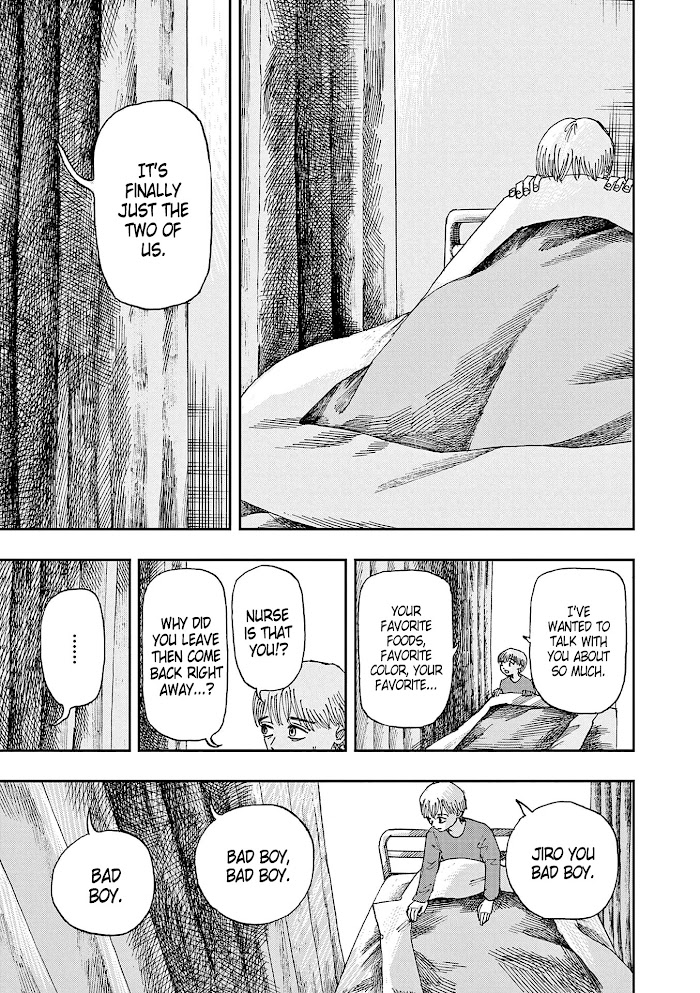 IT'S
FINALLY
JUST THE
TWO OF
US.
I'VE
WANTED TO
TALK WITH
YOU ABOUT
SO MUCH.
YOUR
FAVORITE
FOODS,
FAVORITE
COLOR, YOUR
FAVORITE...
NURSE
IS THAT
YOU!?
WHY DID
YOU LEAVE
THEN COME
BACK RIGHT
AWAY...?
......
JIRO YOU
BAD BOY.
BAD BOY,
BAD BOY.
BAD
BOY.